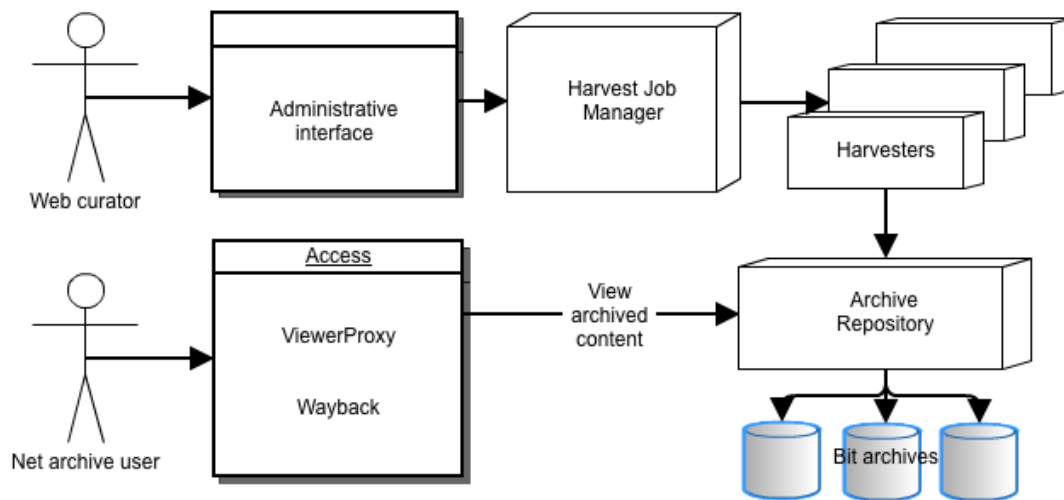 Administrative
interface
Harvest Job
Manager
Harvesters
Web curator
Access
ViewerProxy
Wayback
View
archived
content
Archive
Repository
Net archive user
Bit archives